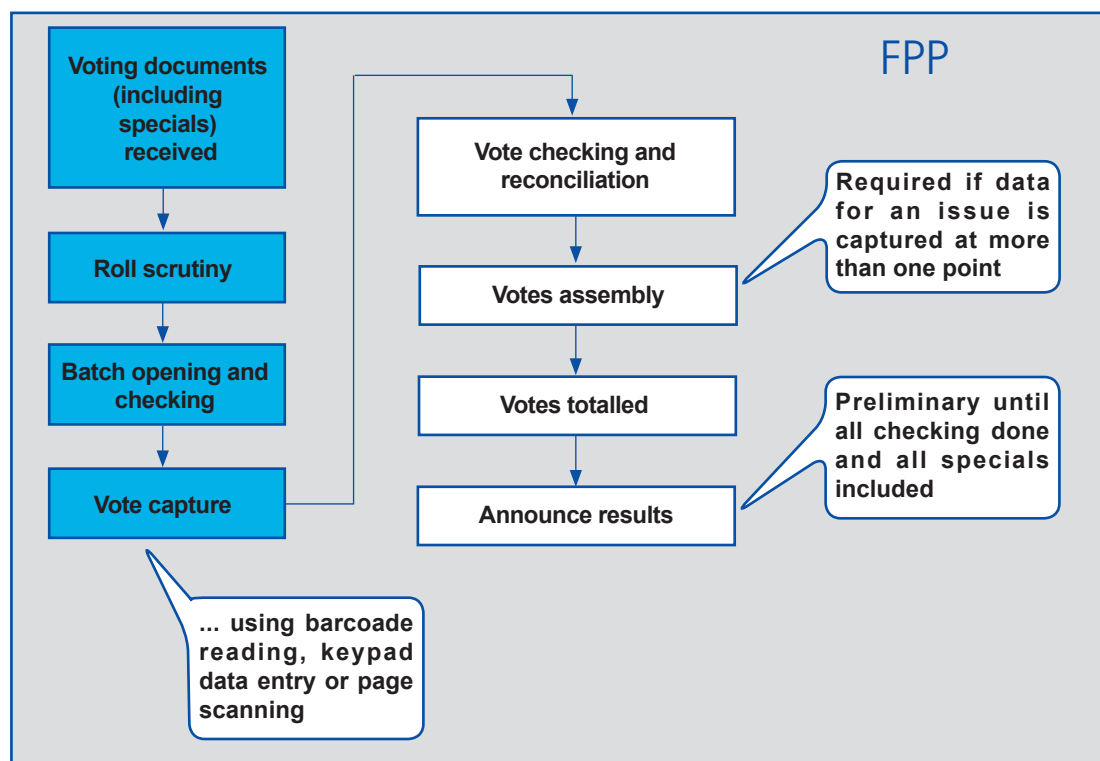 FPP
Voting documents
(including
specials)
received
Roll scrutiny
Batch opening and
checking
Vote capture
... using barcoade
reading, keypad
data entry or page
scanning
Vote checking and
reconciliation
Required if data
for an issue is
captured at more
than one point
Votes assembly
Votes totalled
Preliminary until
all checking done
and all specials
included
Announce results